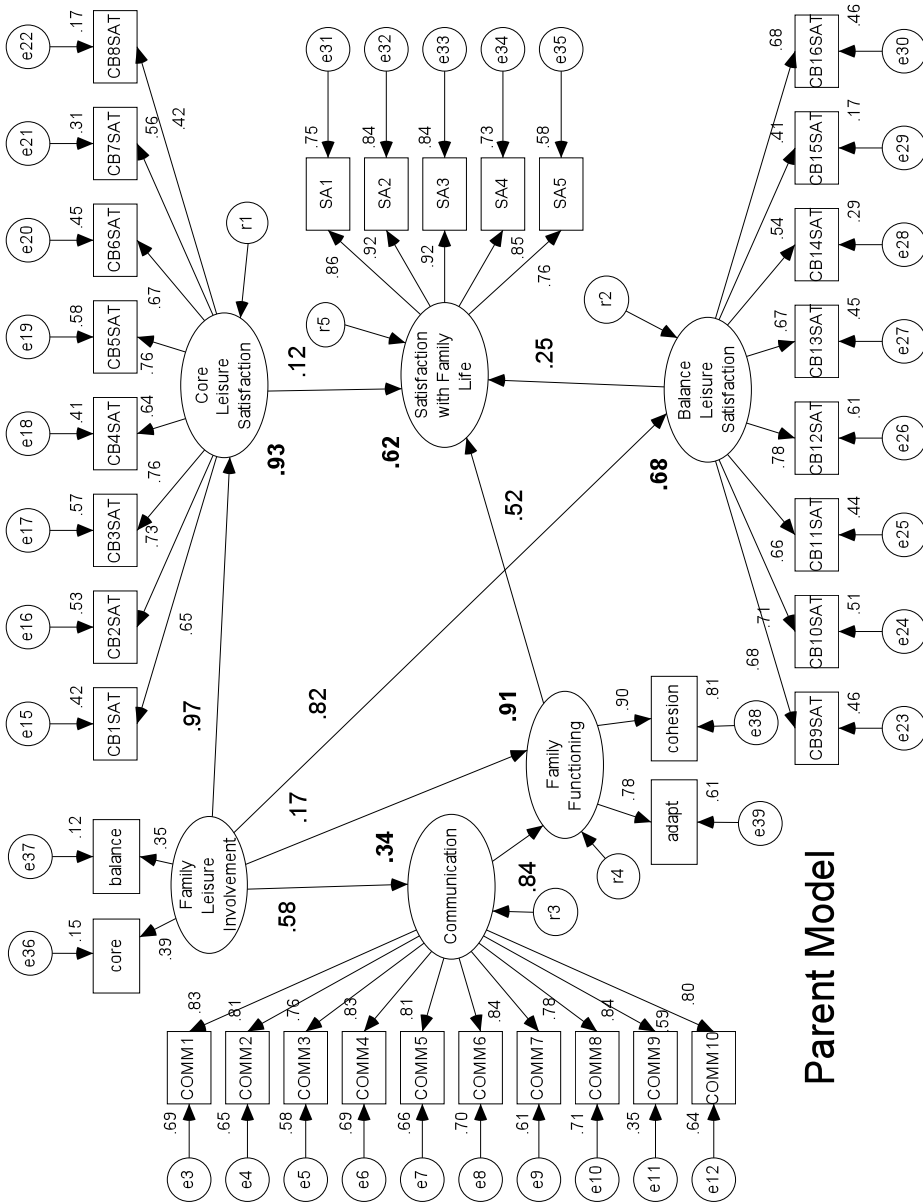 e12
e11
e10
e9
e8
e7
e6
e5
e4
e3
e36
e37
e15
e16
e17
e18
e19
e20
e21
e22
.64
.35
.71
.61
.70
.66
.69
.58
.65
.69
.15
.12
.42
.53
.57
.41
.58
.45
.31
.17
COMM10
COMM9
COMM8
COMM7
COMM6
COMM5
COMM4
COMM3
COMM2
COMM1
core
balance
CB1SAT
CB2SAT
CB3SAT
CB4SAT
CB5SAT
CB6SAT
CB7SAT
CB8SAT
.80
.59
.84
.78
.84
.81
.83
.76
.81
.83
.39
.35
.65
.73
.76
.64
.76
.67
.56
.42
Family
Leisure
Involvement
.97
Core
Leisure
Satisfaction
r1
.93
.58
.17
.82
.12
.34
Communication
r3
.84
.91
Family
Functioning
r4
.52
r5
.62
Satisfaction
with Family
Life
.86
.92
.92
.85
.76
SA1
SA2
SA3
SA4
SA5
.75
.84
.84
.73
.58
e31
e32
e33
e34
e35
.25
.78
.90
adapt
cohesion
.61
.81
e39
e38
.68
Balance
Leisure
Satisfaction
r2
.68
.71
.66
.78
.67
.54
.41
.68
CB9SAT
CB10SAT
CB11SAT
CB12SAT
CB13SAT
CB14SAT
CB15SAT
CB16SAT
.46
.51
.44
.61
.45
.29
.17
.46
e23
e24
e25
e26
e27
e28
e29
e30
Parent Model